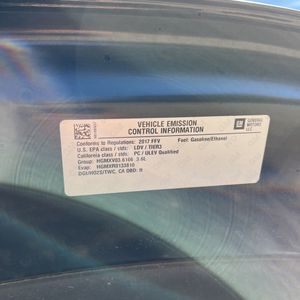 VEHICLE EMISSION
CONTROL INFORMATION
GM
GENERAL
MOTORS
LLC
Conforms to Regulations: 2017 FFV
U.S. EPA class / stds: LDV / TIER3
Fuel: Gasoline/Ethanol
California class / stds: PC / ULEV Qualified
Group: HGMXV03.6166 3.6L
Evap: HGMXR0133810
DGI/HO2S/TWC, CA OBD: II